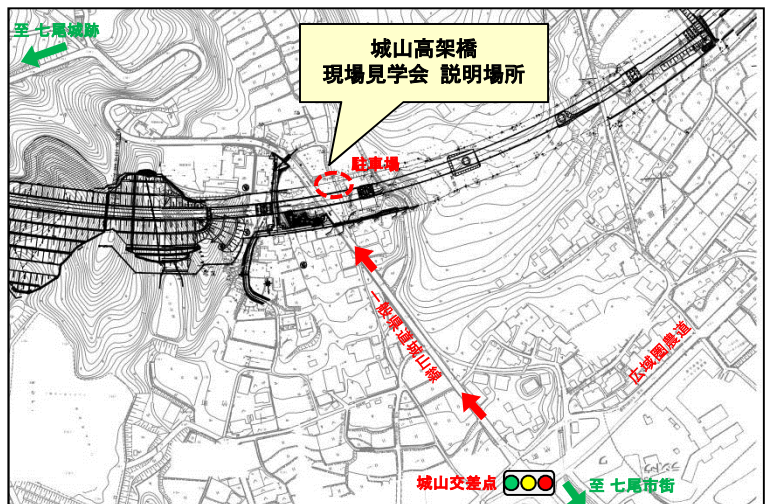 至 七尾城跡
城山高架橋
現場見学会 説明場所
駐車場
一般県道城山線
広域圏農道
城山交差点
至 七尾市街